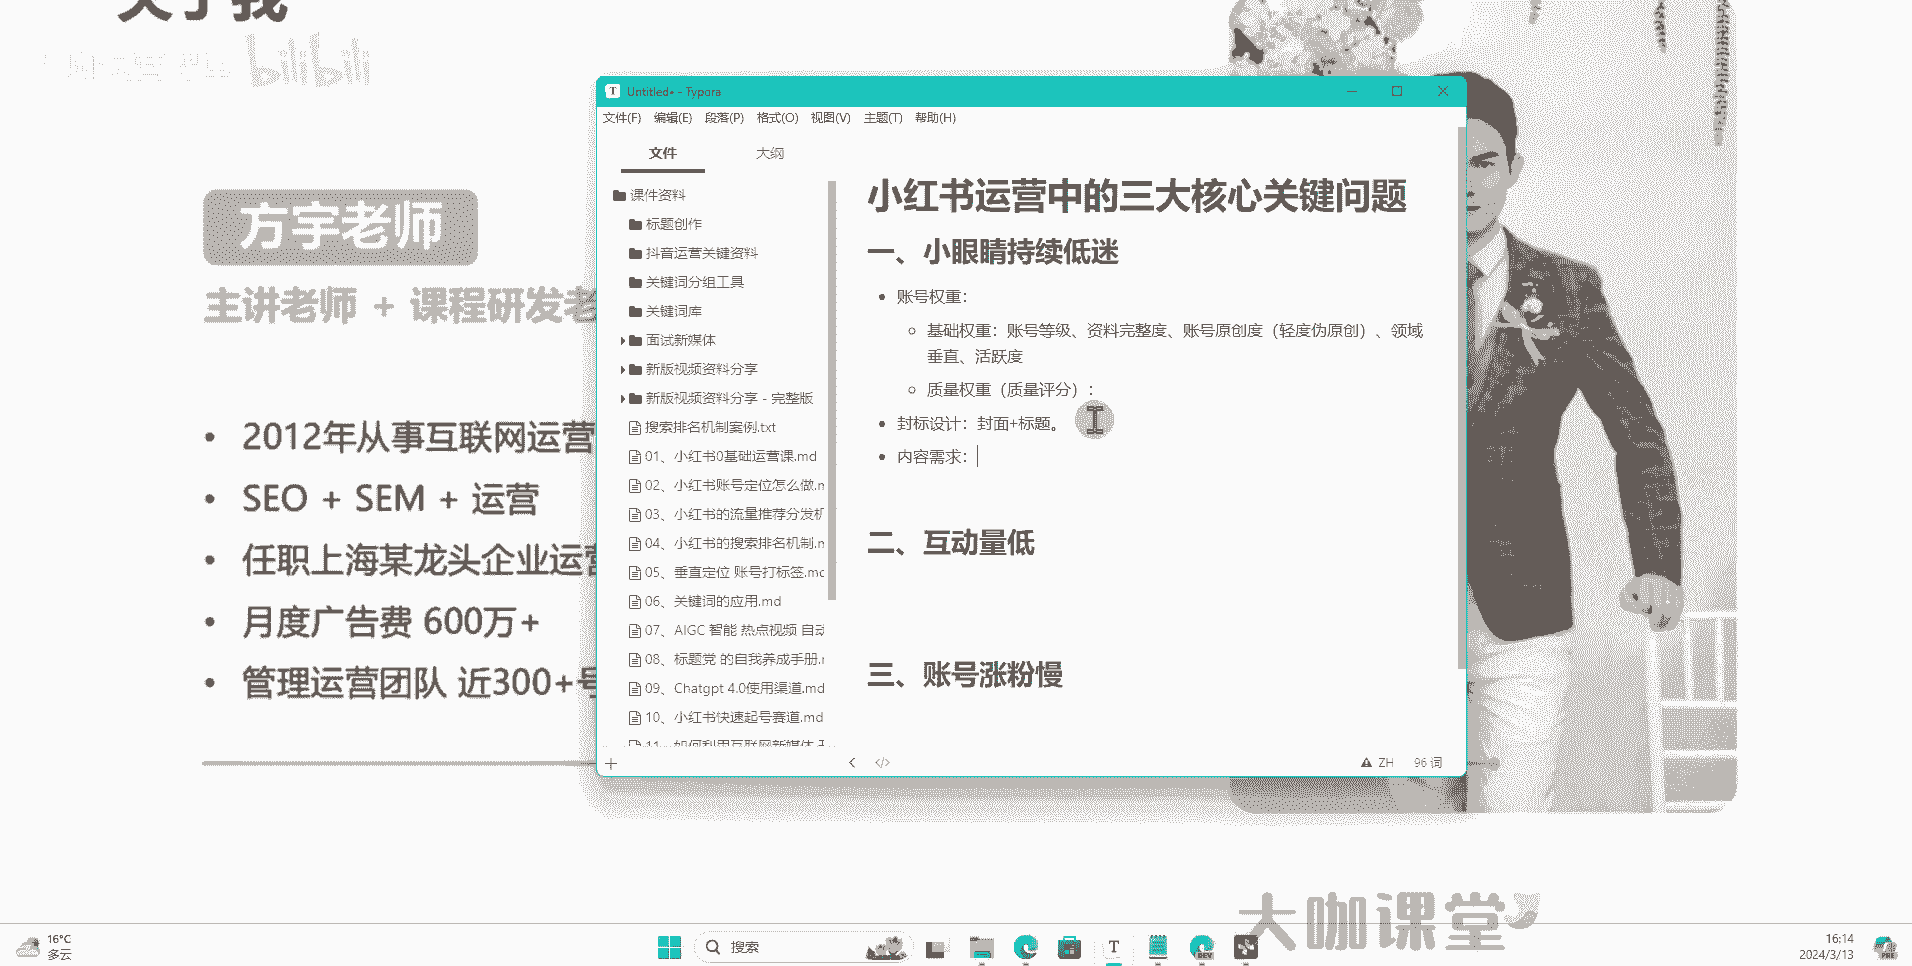 bilibili
方宇老师
主讲老师 + 课程研发老
2012年从事互联网运营
SEO + SEM + 运营
任职上海某龙头企业运营
月度广告费 600万+
管理运营团队 近300+号
Untitled• - Typora
文件(F) 编辑(E) 段落(P) 格式(O) 视图(V) 主题(T) 帮助(H)
文件 大纲
课件资料
标题创作
抖音运营关键资料
关键词分组工具
关键词库
面试新媒体
新版视频资料分享
新版视频资料分享 - 完整版
搜索排名机制案例.txt
01、小红书0基础运营课.md
02、小红书账号定位怎么做.m
03、小红书的流量推荐分发机
04、小红书的搜索排名机制.m
05、垂直定位 账号打标签.md
06、关键词的应用.md
07、AIGC 智能 热点视频 自动
08、标题党 的自我养成手册.m
09、Chatgpt 4.0使用渠道.md
10、小红书快速起号赛道.md
11、如何利用互联网新媒体
小红书运营中的三大核心关键问题
一、小眼睛持续低迷
账号权重：
基础权重：账号等级、资料完整度、账号原创度（轻度伪原创）、领域
垂直、活跃度
质量权重（质量评分）：
封标设计：封面+标题。
内容需求：
二、互动量低
三、账号涨粉慢
ZH 96 词
大咖课堂
16°C
多云
搜索
T
DEV
16:14
2024/3/13
PRE